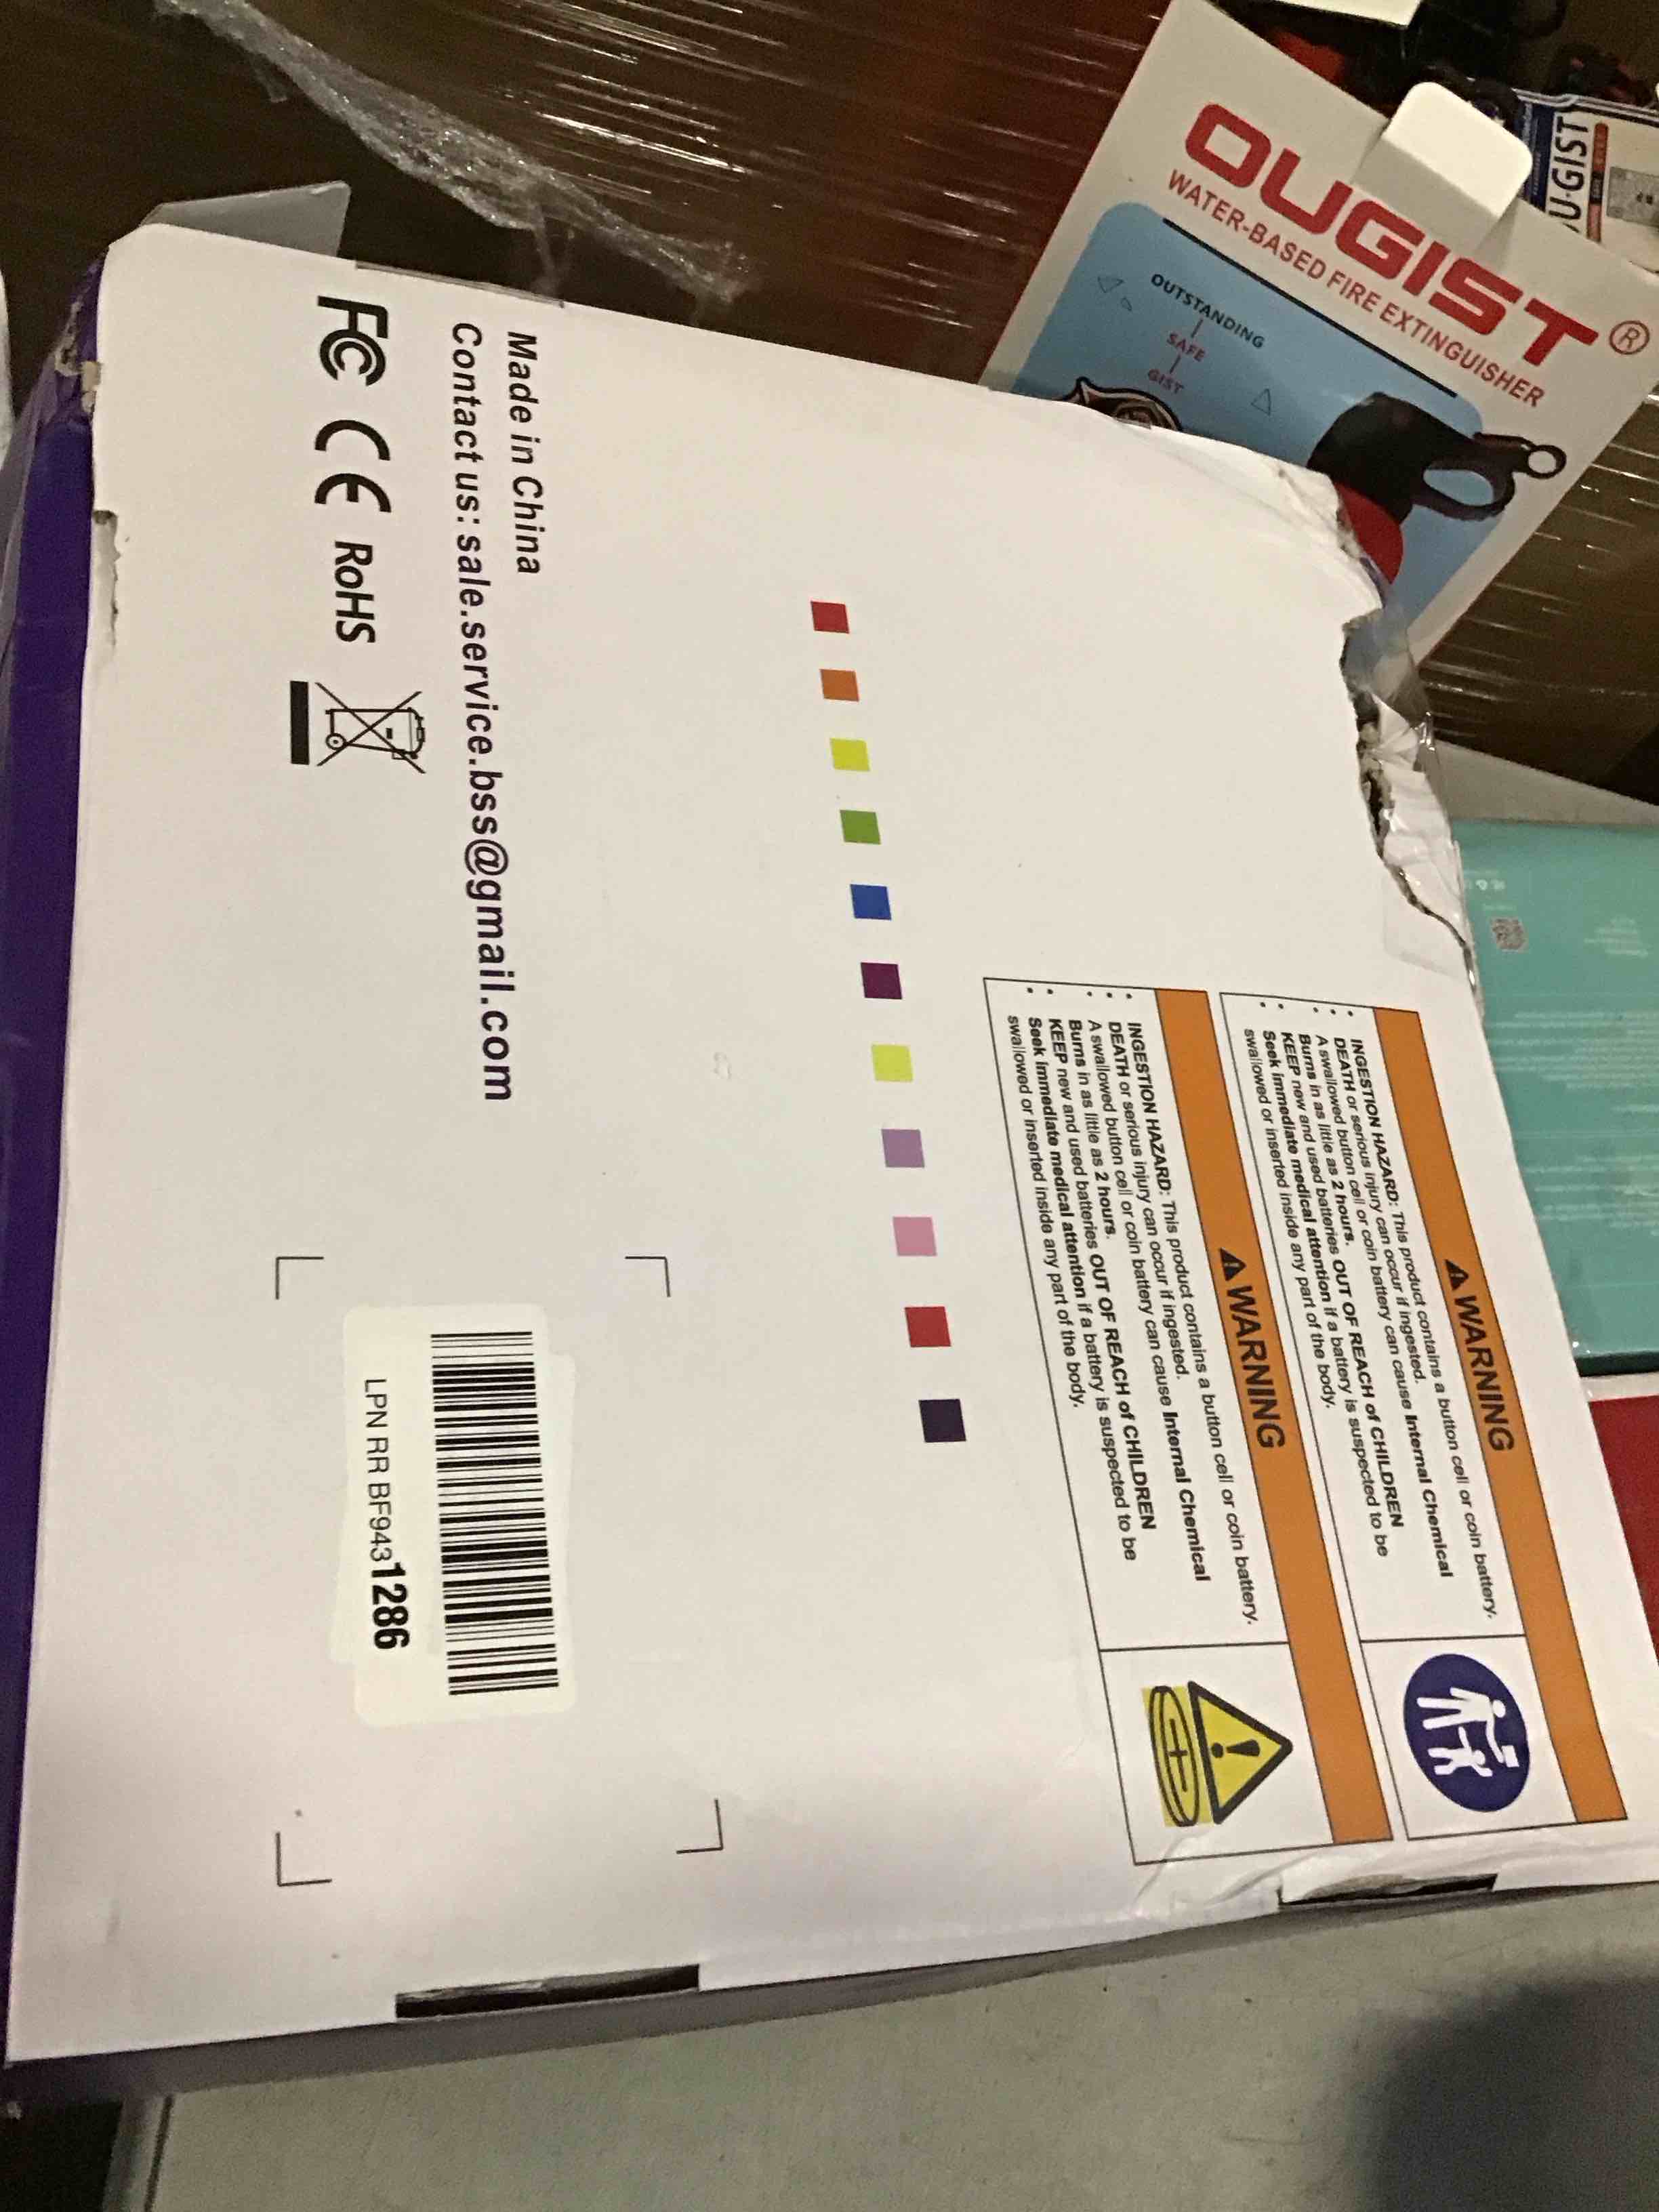 OUGIST®
WATER-BASED FIRE EXTINGUISHER
OUTSTANDING
SAFE
GIST
U·GIST
⚠WARNING
• INGESTION HAZARD: This product contains a button cell or coin battery.
• DEATH or serious injury can occur if ingested.
• A swallowed button cell or coin battery can cause Internal Chemical
Burns in as little as 2 hours.
• KEEP new and used batteries OUT OF REACH of CHILDREN
• Seek immediate medical attention if a battery is suspected to be
swallowed or inserted inside any part of the body.
⚠WARNING
• INGESTION HAZARD: This product contains a button cell or coin battery.
• DEATH or serious injury can occur if ingested.
• A swallowed button cell or coin battery can cause Internal Chemical
Burns in as little as 2 hours.
• KEEP new and used batteries OUT OF REACH of CHILDREN
• Seek immediate medical attention if a battery is suspected to be
swallowed or inserted inside any part of the body.
Made in China
Contact us: sale.service.bss@gmail.com
FC CE RoHS
LPN RR BF9431286